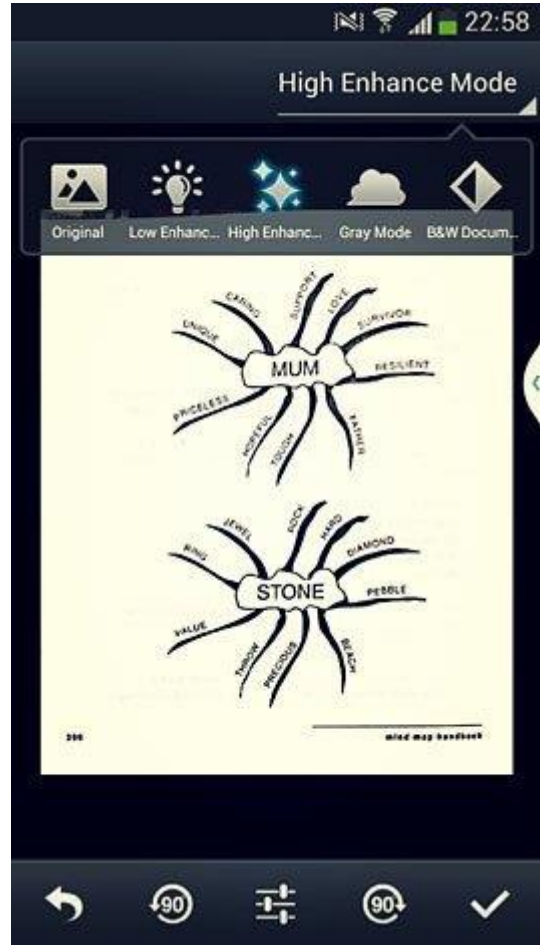 22:58
High Enhance Mode
Original
Low Enhanc...
High Enhanc...
Gray Mode
B&W Docum...
MUM
UNIQUE
CARING
SUPPORT
LOVE
SURVIVOR
RESILIENT
PRICELESS
HOPEFUL
TOUGH
FATHER
STONE
RING
JEWEL
ROCK
HARD
DIAMOND
PEBBLE
VALUE
THROW
PRECIOUS
BEACH
mind map handbook
90
90